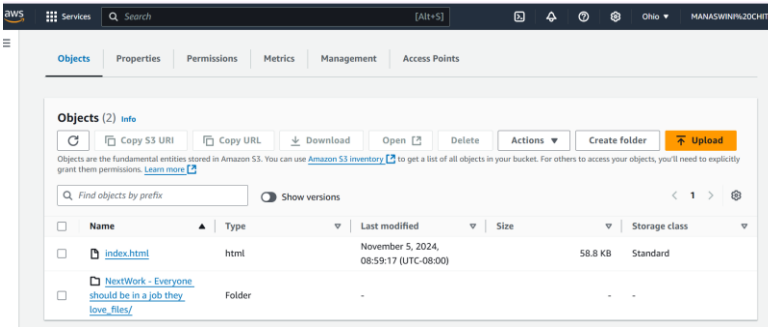 aws
Services
Search
[Alt+S]
Ohio
MANASWINI%20CHIT
Objects
Properties
Permissions
Metrics
Management
Access Points
Objects (2) Info
Copy S3 URI
Copy URL
Download
Open
Delete
Actions
Create folder
Upload
Objects are the fundamental entities stored in Amazon S3. You can use Amazon S3 inventory to get a list of all objects in your bucket. For others to access your objects, you'll need to explicitly
grant them permissions. Learn more
Find objects by prefix
Show versions
1
Name
Type
Last modified
Size
Storage class
index.html
html
November 5, 2024,
08:59:17 (UTC-08:00)
58.8 KB
Standard
NextWork - Everyone
should be in a job they
love_files/
Folder
-
-
-